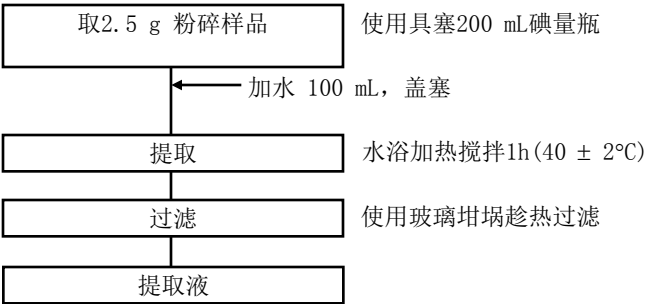 取2.5 g 粉碎样品
使用具塞200 mL碘量瓶
加水 100 mL，盖塞
提取
水浴加热搅拌1h(40 ± 2°C)
过滤
使用玻璃坩埚趁热过滤
提取液